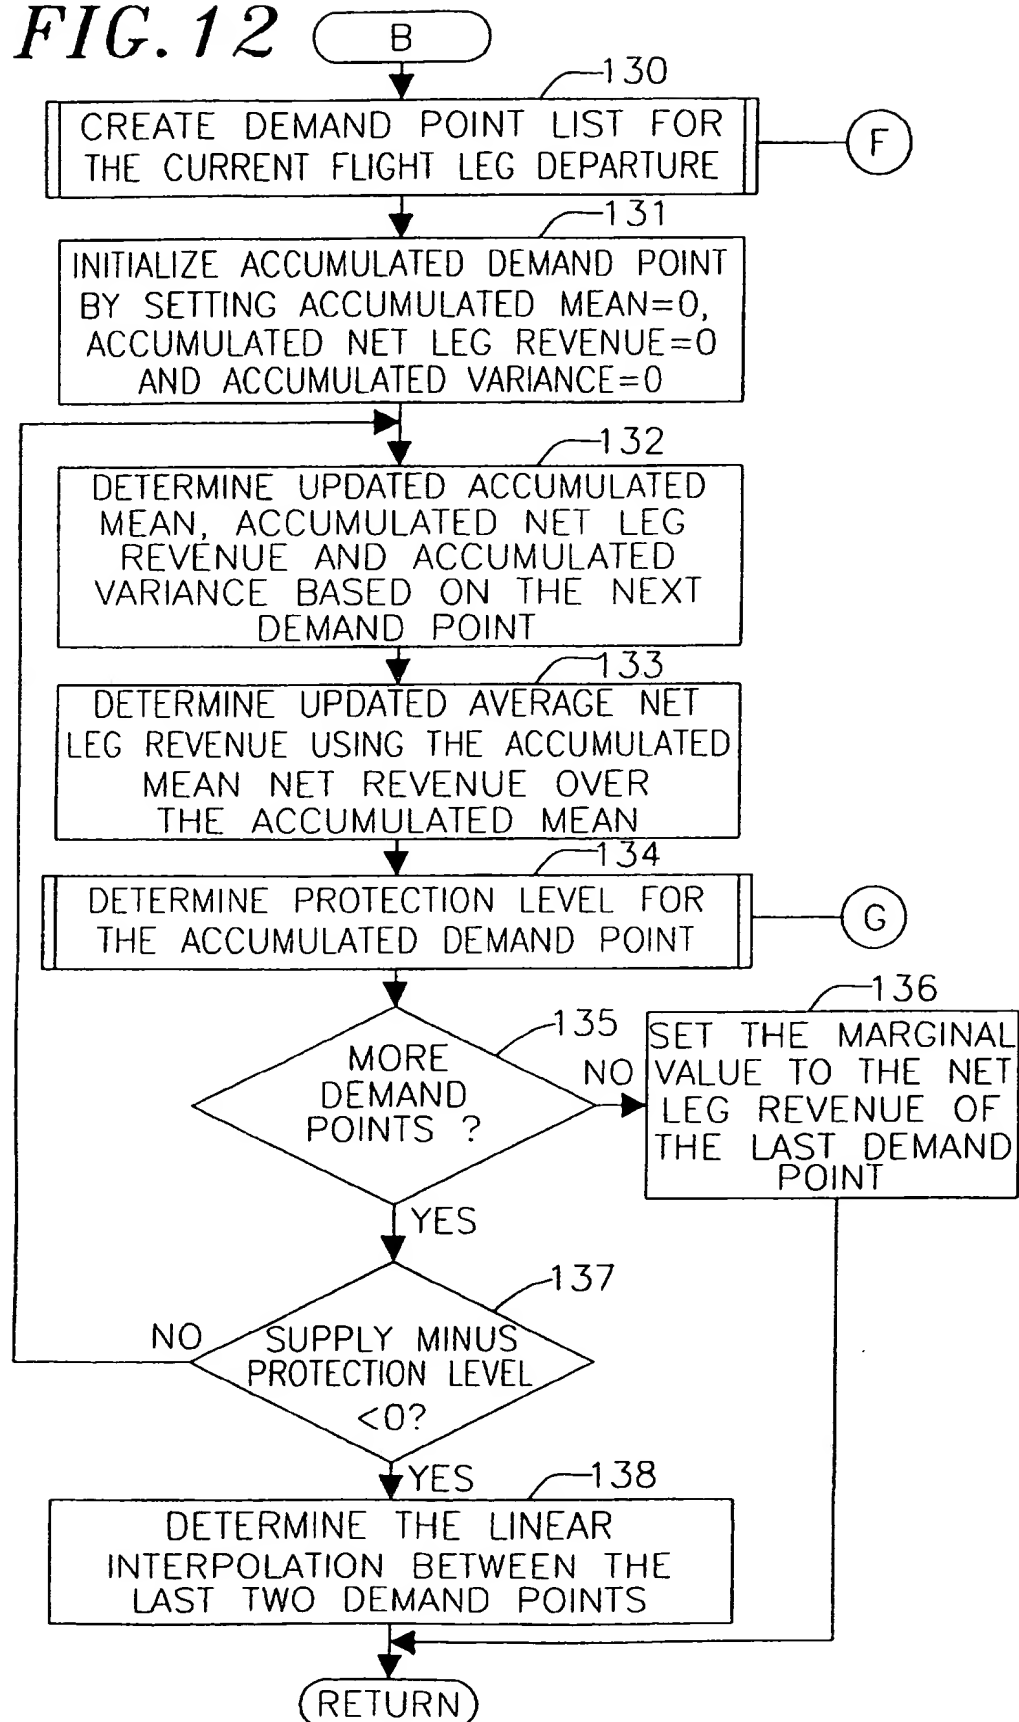 FIG. 12
B
130
CREATE DEMAND POINT LIST FOR
THE CURRENT FLIGHT LEG DEPARTURE
F
131
INITIALIZE ACCUMULATED DEMAND POINT
BY SETTING ACCUMULATED MEAN=0,
ACCUMULATED NET LEG REVENUE=0
AND ACCUMULATED VARIANCE=0
132
DETERMINE UPDATED ACCUMULATED
MEAN, ACCUMULATED NET LEG
REVENUE AND ACCUMULATED
VARIANCE BASED ON THE NEXT
DEMAND POINT
133
DETERMINE UPDATED AVERAGE NET
LEG REVENUE USING THE ACCUMULATED
MEAN NET REVENUE OVER
THE ACCUMULATED MEAN
134
DETERMINE PROTECTION LEVEL FOR
THE ACCUMULATED DEMAND POINT
G
135
MORE
DEMAND
POINTS ?
NO
136
SET THE MARGINAL
VALUE TO THE NET
LEG REVENUE OF
THE LAST DEMAND
POINT
YES
137
SUPPLY MINUS
PROTECTION LEVEL
<0?
NO
YES
138
DETERMINE THE LINEAR
INTERPOLATION BETWEEN THE
LAST TWO DEMAND POINTS
RETURN